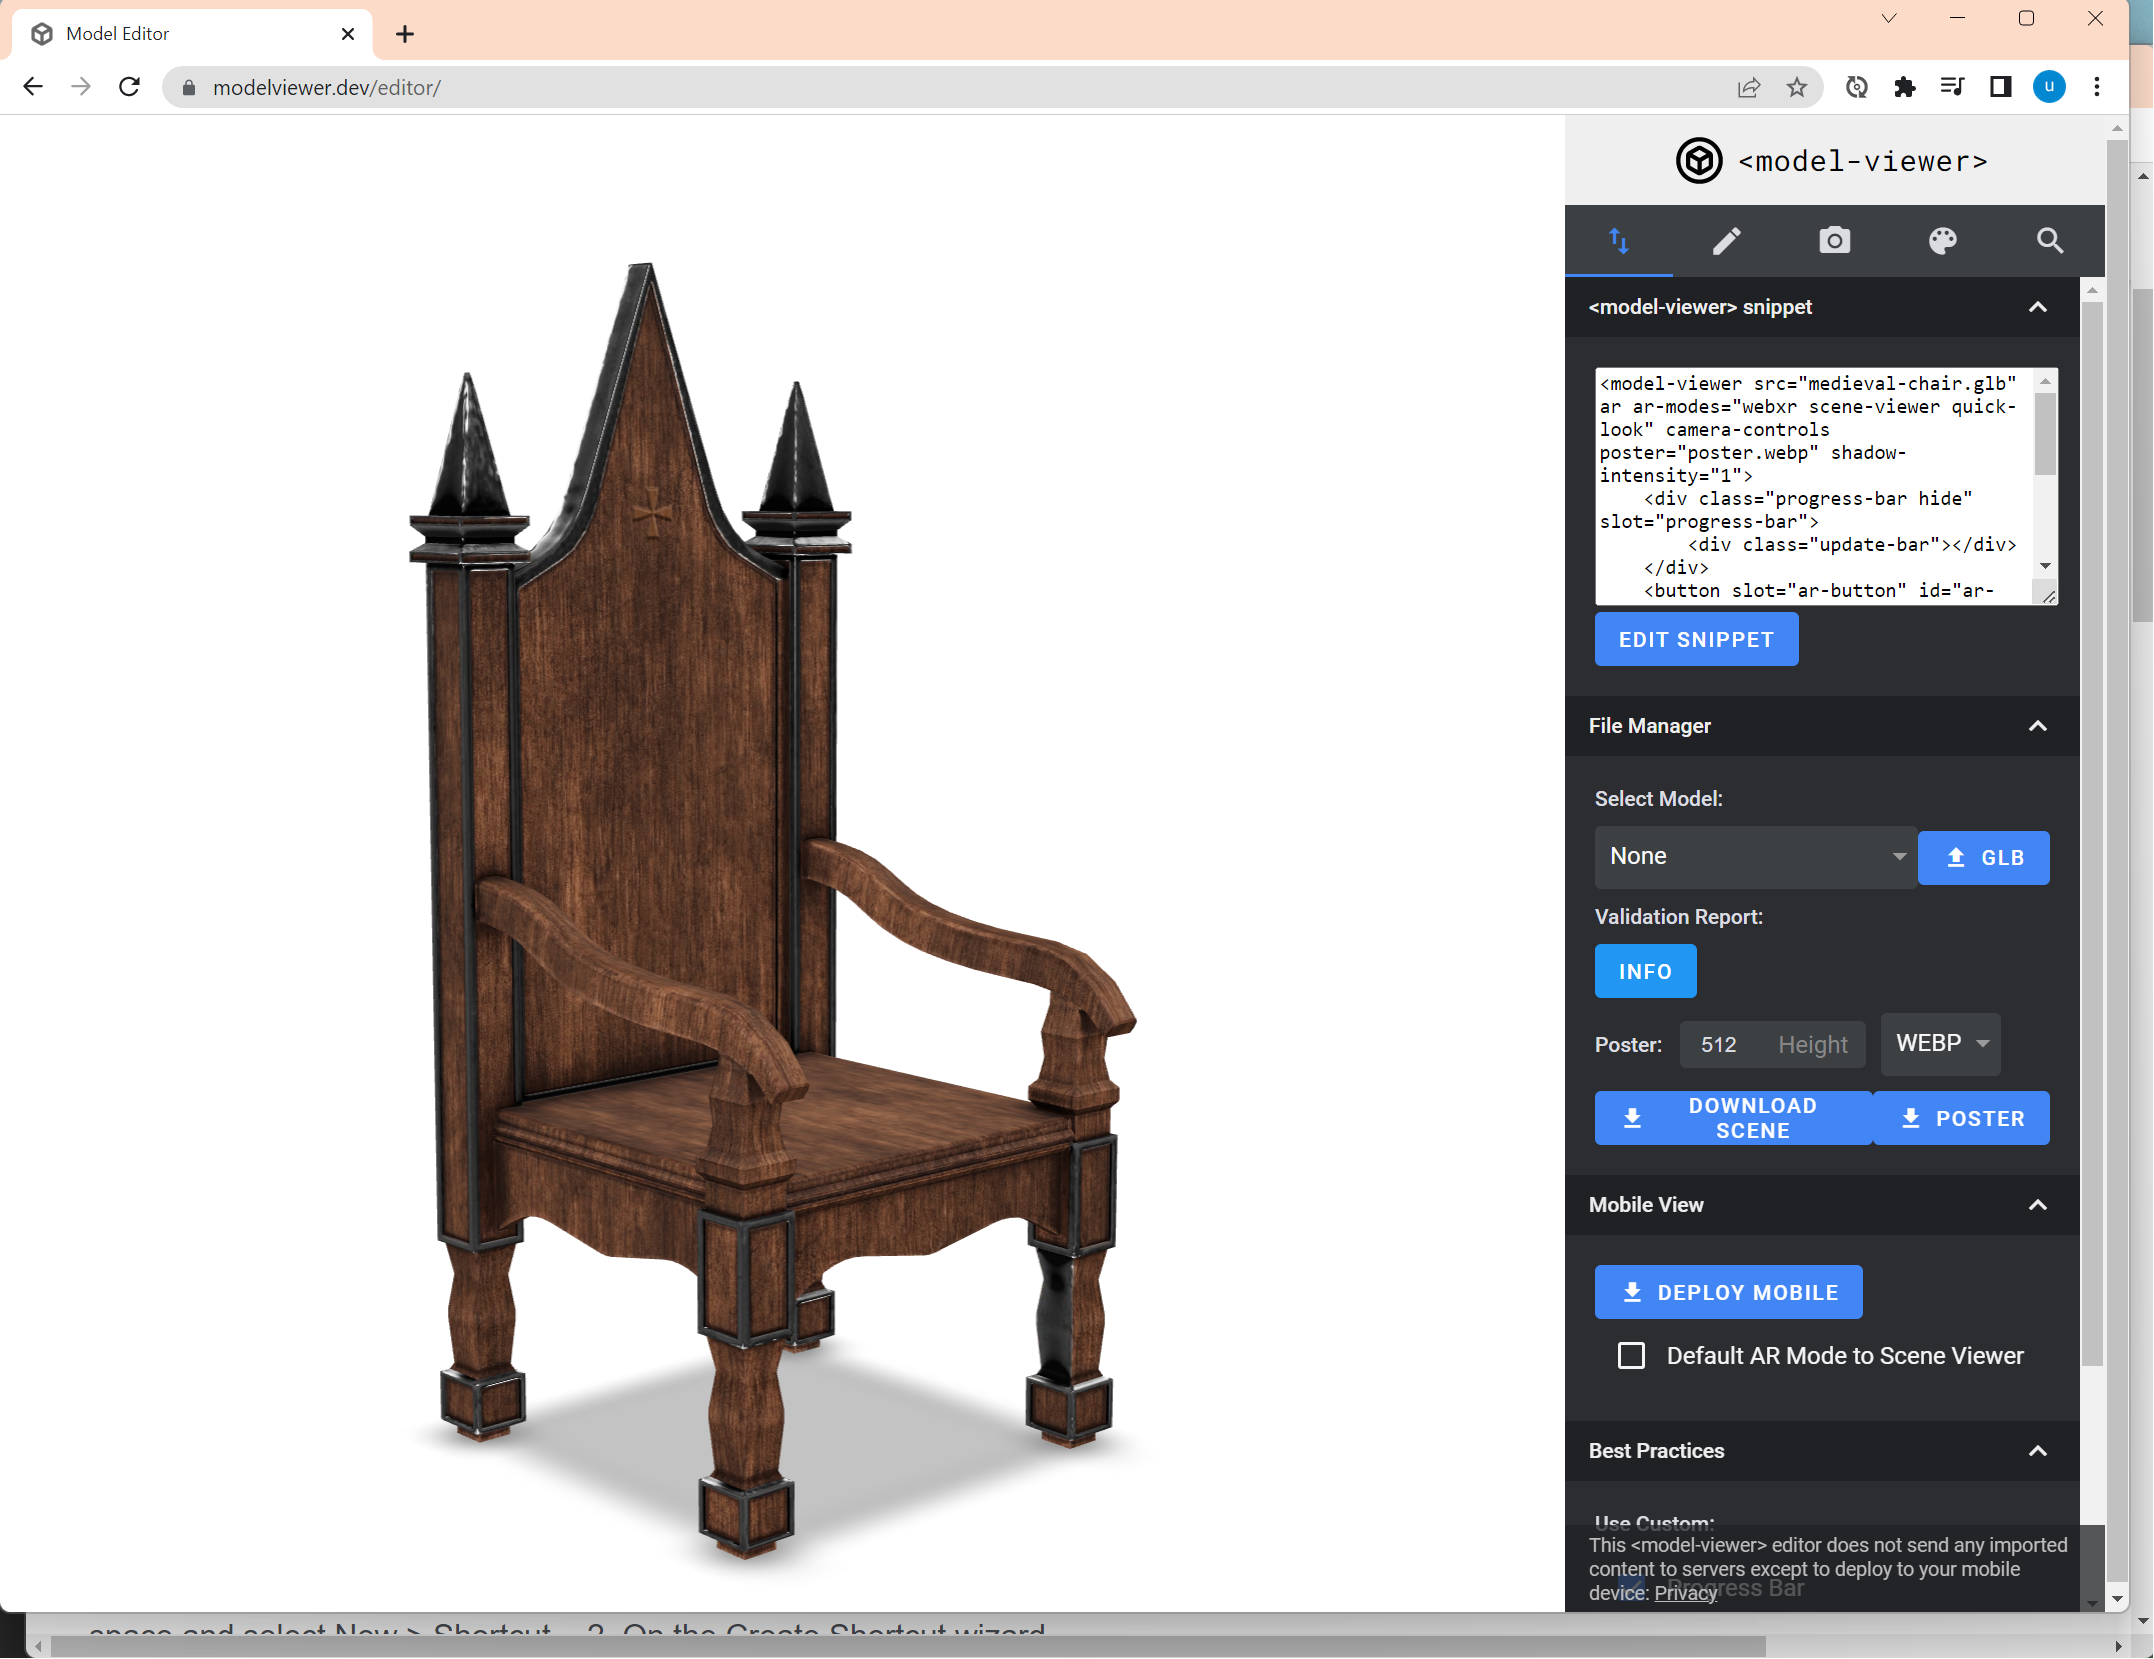 Model Editor
modelviewer.dev/editor/
u
<model-viewer>
<model-viewer> snippet
<model-viewer src="medieval-chair.glb"
ar ar-modes="webxr scene-viewer quick-
look" camera-controls
poster="poster.webp" shadow-
intensity="1">
<div class="progress-bar hide"
slot="progress-bar">
<div class="update-bar"></div>
</div>
<button slot="ar-button" id="ar-
EDIT SNIPPET
File Manager
Select Model:
None
GLB
Validation Report:
INFO
Poster: 512 Height WEBP
DOWNLOAD
SCENE
POSTER
Mobile View
DEPLOY MOBILE
Default AR Mode to Scene Viewer
Best Practices
Use Custom:
This <model-viewer> editor does not send any imported
content to servers except to deploy to your mobile
device: Privacy
Progress Bar
space and select New > Shortcut. 2. On the Create Shortcut wizard